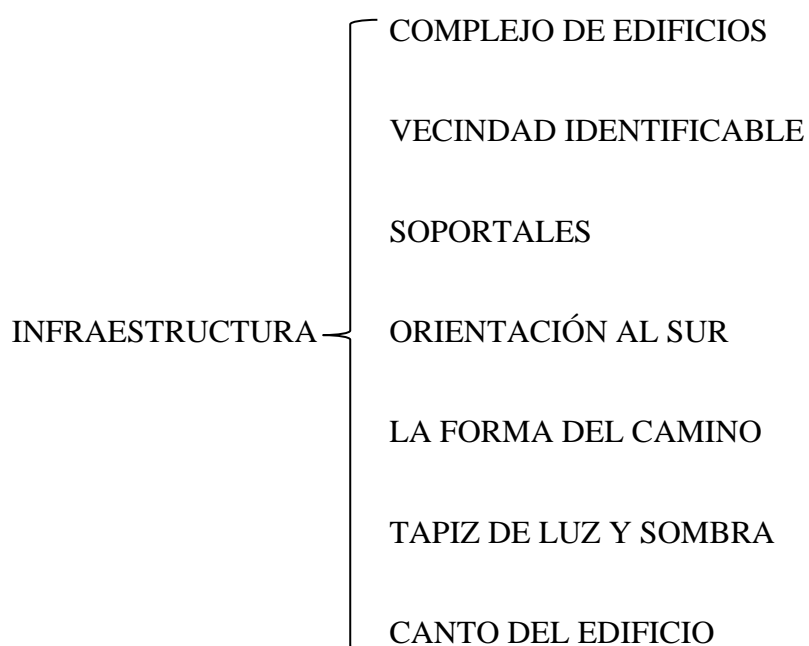 COMPLEJO DE EDIFICIOS
VECINDAD IDENTIFICABLE
SOPORTALES
INFRAESTRUCTURA
ORIENTACIÓN AL SUR
LA FORMA DEL CAMINO
TAPIZ DE LUZ Y SOMBRA
CANTO DEL EDIFICIO